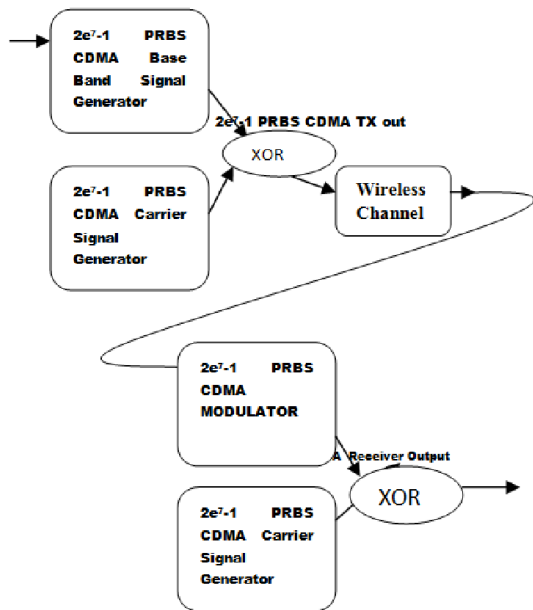 2e⁷-1 PRBS
CDMA Base
Band Signal
Generator
2e⁷-1 PRBS CDMA TX out
XOR
2e⁷-1 PRBS
CDMA Carrier
Signal
Generator
Wireless
Channel
2e⁷-1 PRBS
CDMA
MODULATOR
A Receiver Output
XOR
2e⁷-1 PRBS
CDMA Carrier
Signal
Generator